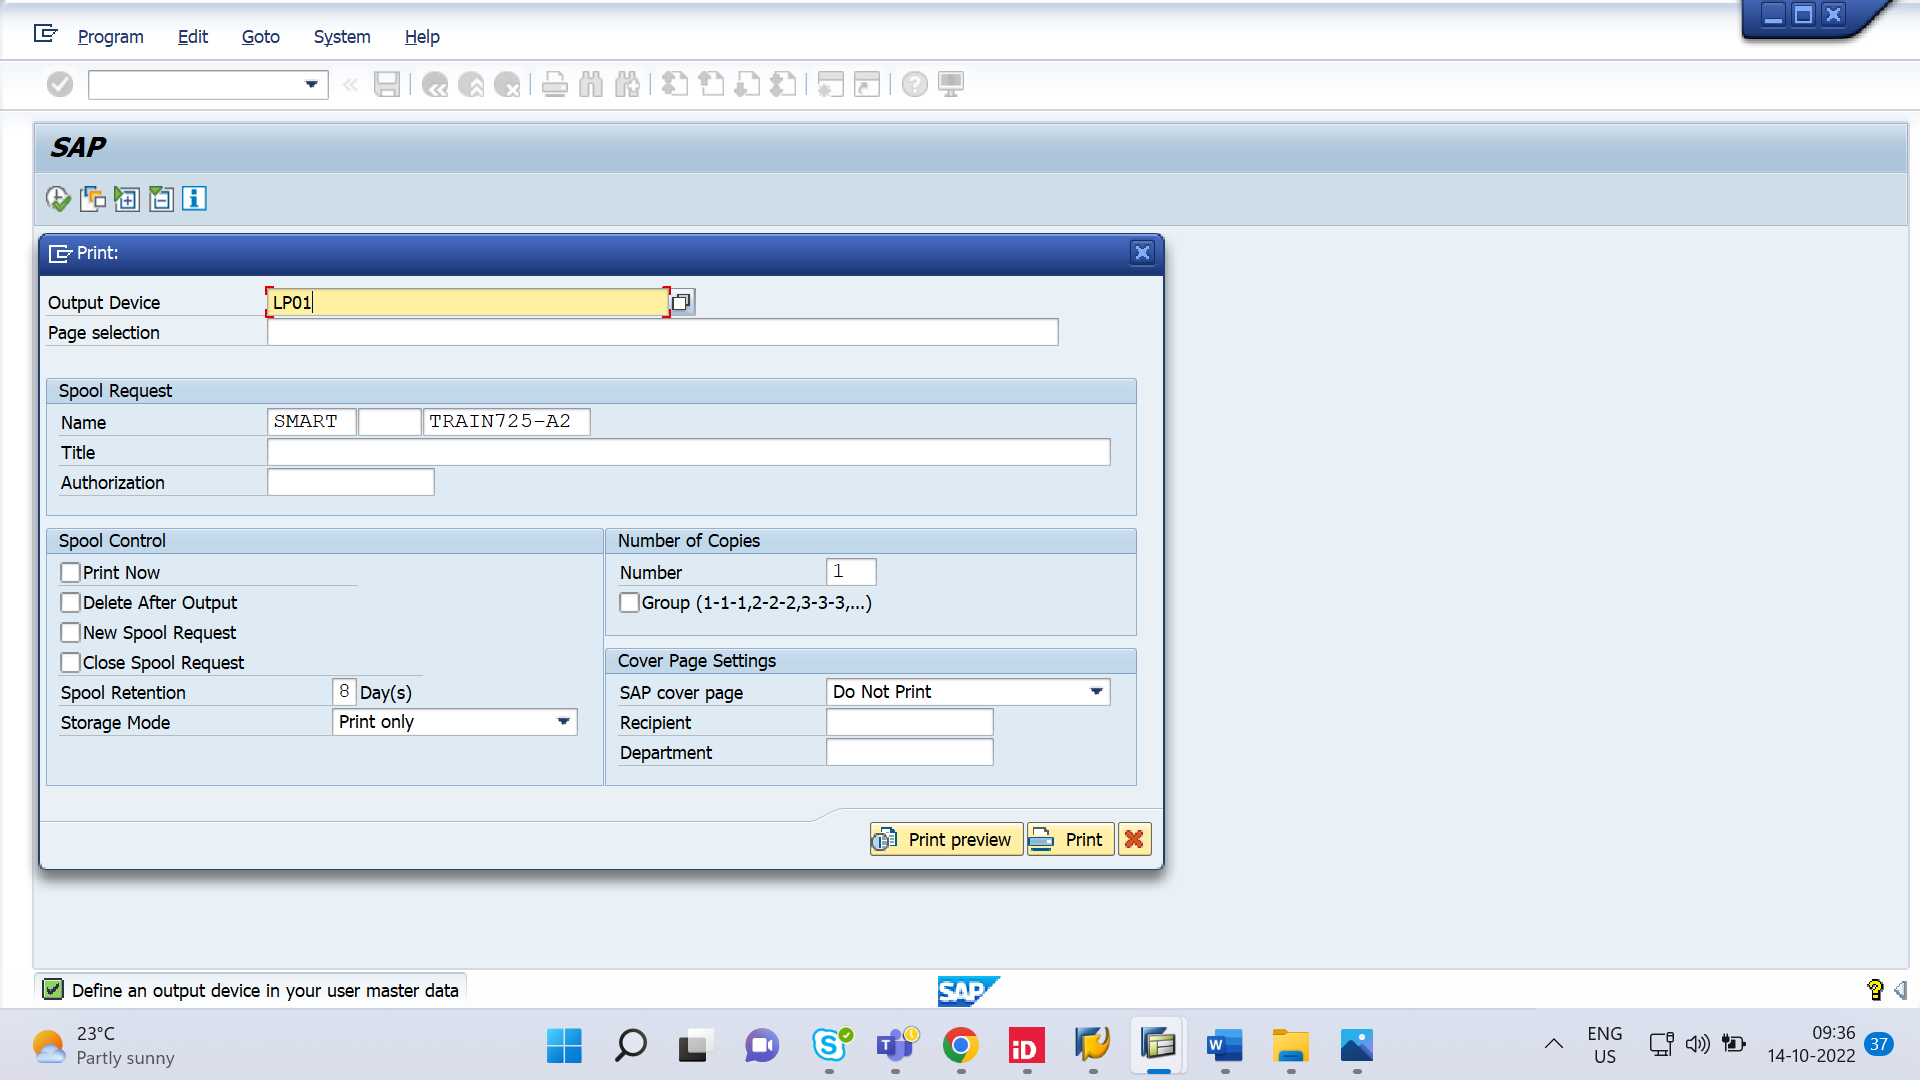 Program Edit Goto System Help
SAP
Print:
Output Device LP01
Page selection
Spool Request
Name SMART TRAIN725-A2
Title
Authorization
Spool Control
Print Now
Delete After Output
New Spool Request
Close Spool Request
Spool Retention 8 Day(s)
Storage Mode Print only
Number of Copies
Number 1
Group (1-1-1,2-2-2,3-3-3,...)
Cover Page Settings
SAP cover page Do Not Print
Recipient
Department
Print preview Print
Define an output device in your user master data
SAP
23°C
Partly sunny
ENG
US
09:36
14-10-2022
37